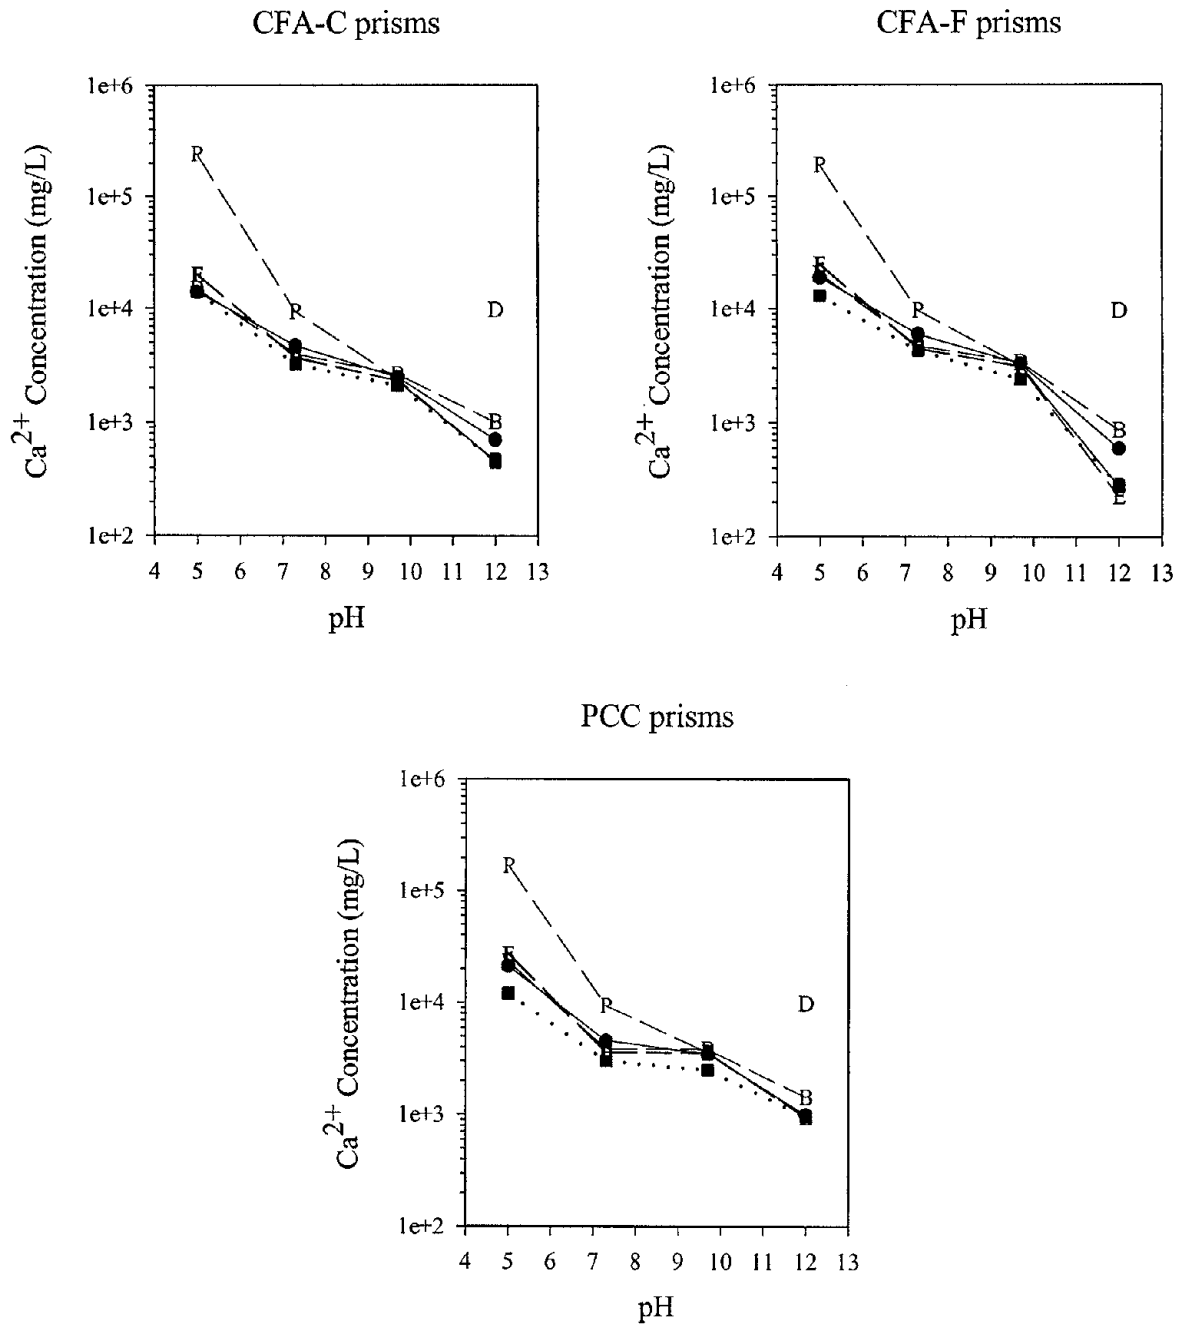 CFA-C prisms
Ca2+ Concentration (mg/L)
1e+6
1e+5
1e+4
1e+3
1e+2
4 5 6 7 8 9 10 11 12 13
pH
D
B
CFA-F prisms
Ca2+ Concentration (mg/L)
1e+6
1e+5
1e+4
1e+3
1e+2
4 5 6 7 8 9 10 11 12 13
pH
D
B
E
PCC prisms
Ca2+ Concentration (mg/L)
1e+6
1e+5
1e+4
1e+3
1e+2
4 5 6 7 8 9 10 11 12 13
pH
D
B